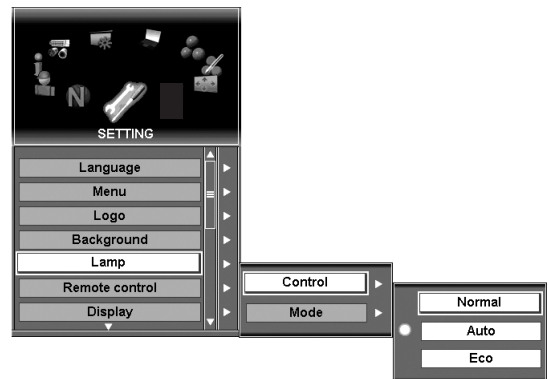 N
SETTING
Language
Menu
Logo
Background
Lamp
Remote control
Display
Control
Mode
Normal
Auto
Eco